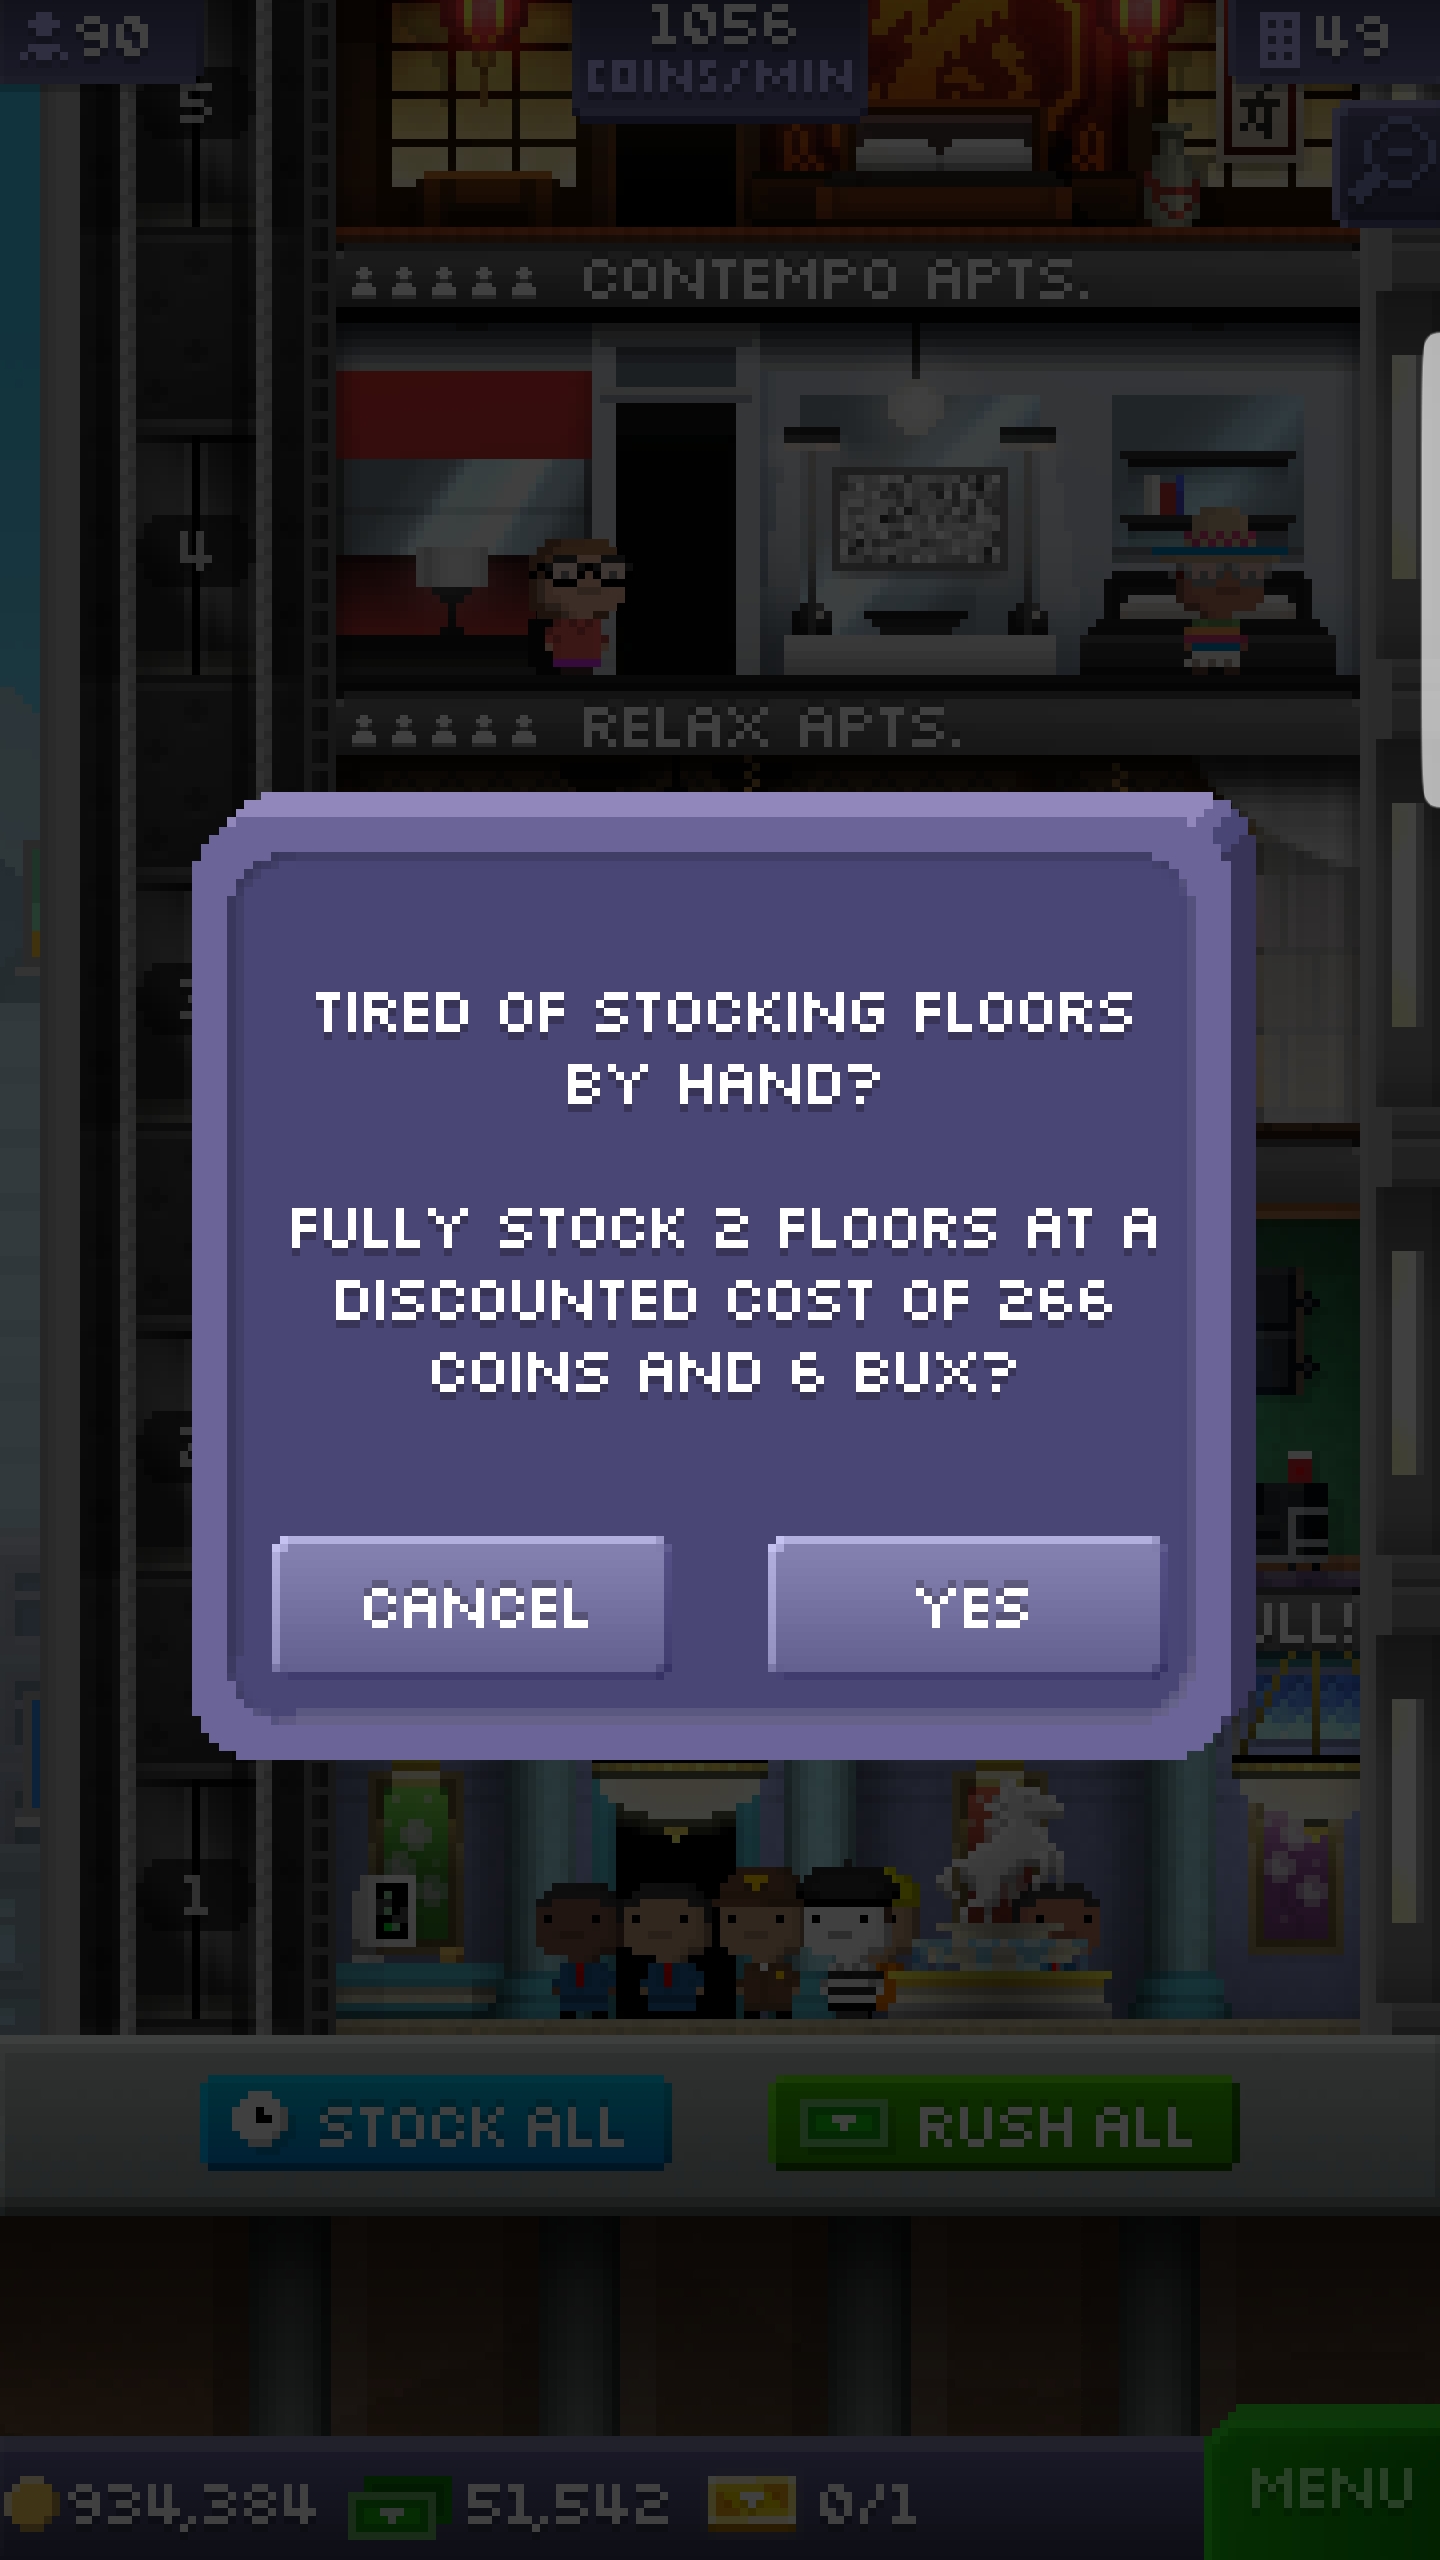 90
1056
COINS/MIN
49
5
CONTEMPO APTS.
4
RELAX APTS.
TIRED OF STOCKING FLOORS
BY HAND?
FULLY STOCK 2 FLOORS AT A
DISCOUNTED COST OF 266
COINS AND 6 BUX?
CANCEL
YES
1
STOCK ALL
RUSH ALL
934,384
51,542
0/1
MENU